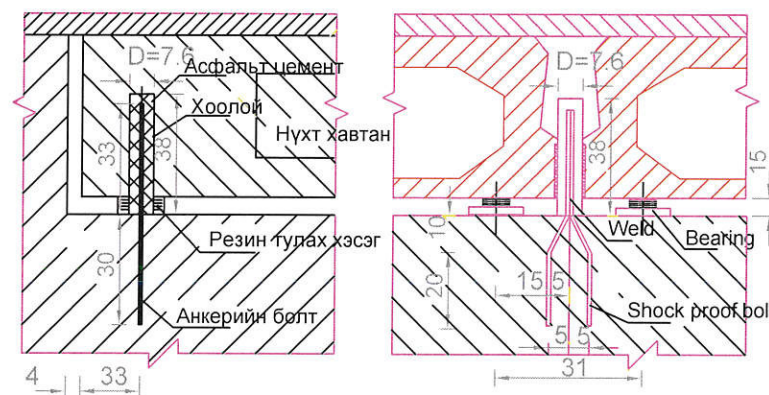 D=7.6
Асфальт цемент
Хоолой
Нүхт хавтан
33
38
Резин тулах хэсэг
30
Анкерийн болт
4
33
D=7.6
38
15
10
Weld
Bearing
15
5
20
Shock proof bol
5
5
31